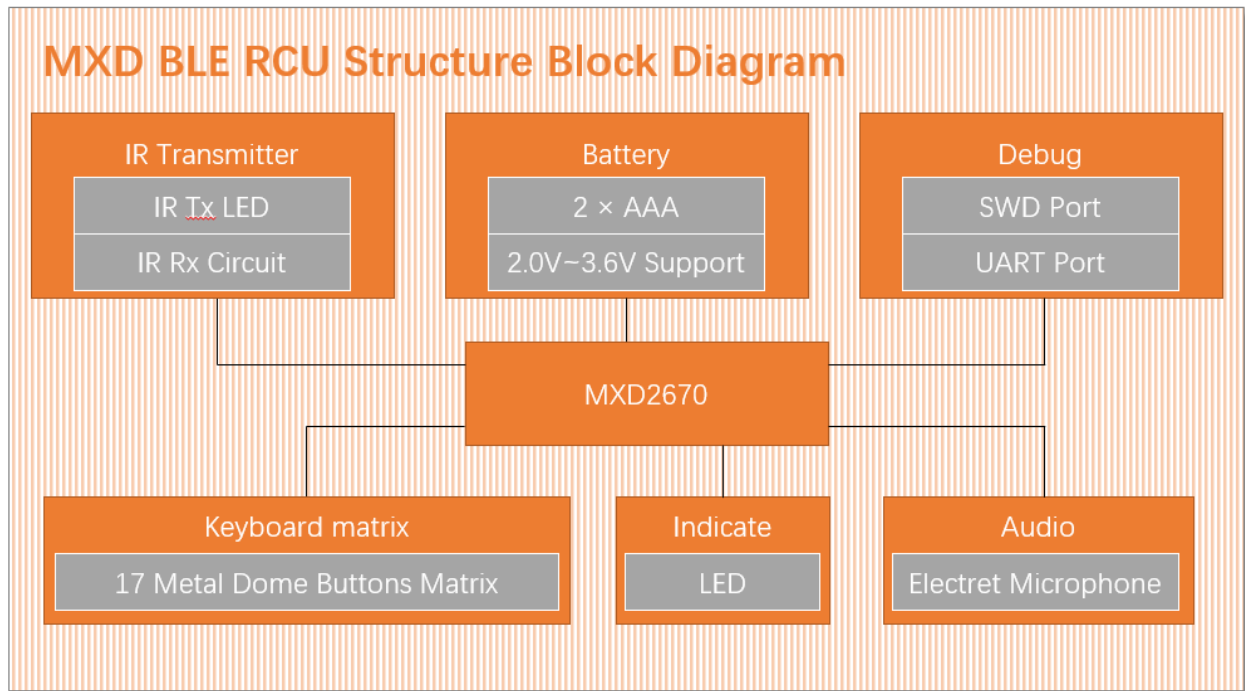 MXD BLE RCU Structure Block Diagram
IR Transmitter
IR Tx LED
IR Rx Circuit
Battery
2 × AAA
2.0V~3.6V Support
Debug
SWD Port
UART Port
MXD2670
Keyboard matrix
17 Metal Dome Buttons Matrix
Indicate
LED
Audio
Electret Microphone